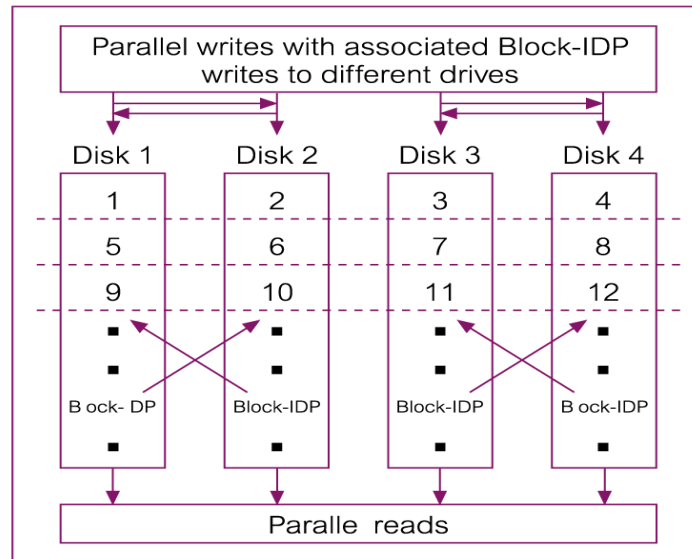 Parallel writes with associated Block-IDP
writes to different drives
Disk 1 Disk 2 Disk 3 Disk 4
1 2 3 4
5 6 7 8
9 10 11 12
B ock- DP Block-IDP Block-IDP B ock-IDP
Paralle reads